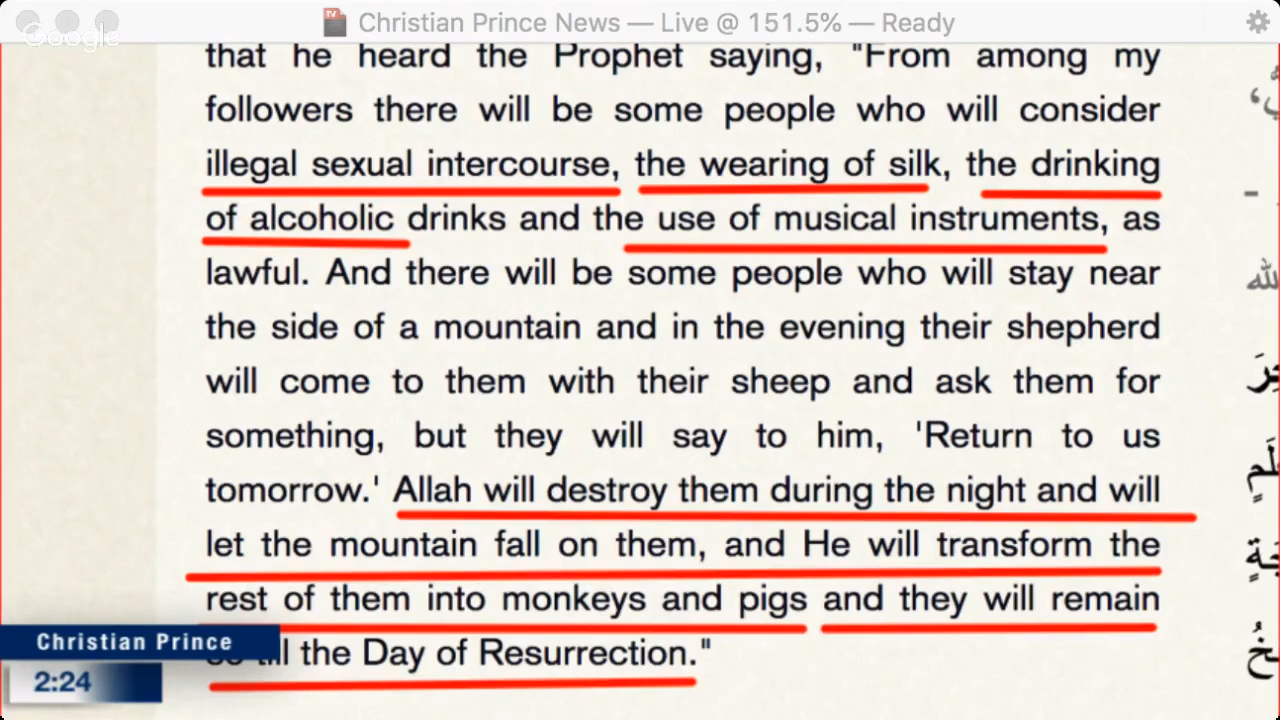 Christian Prince News — Live @ 151.5% — Ready
Google
that he heard the Prophet saying, "From among my
followers there will be some people who will consider
illegal sexual intercourse, the wearing of silk, the drinking
of alcoholic drinks and the use of musical instruments, as
lawful. And there will be some people who will stay near
the side of a mountain and in the evening their shepherd
will come to them with their sheep and ask them for
something, but they will say to him, 'Return to us
tomorrow.' Allah will destroy them during the night and will
let the mountain fall on them, and He will transform the
rest of them into monkeys and pigs and they will remain
till the Day of Resurrection."
Christian Prince
2:24